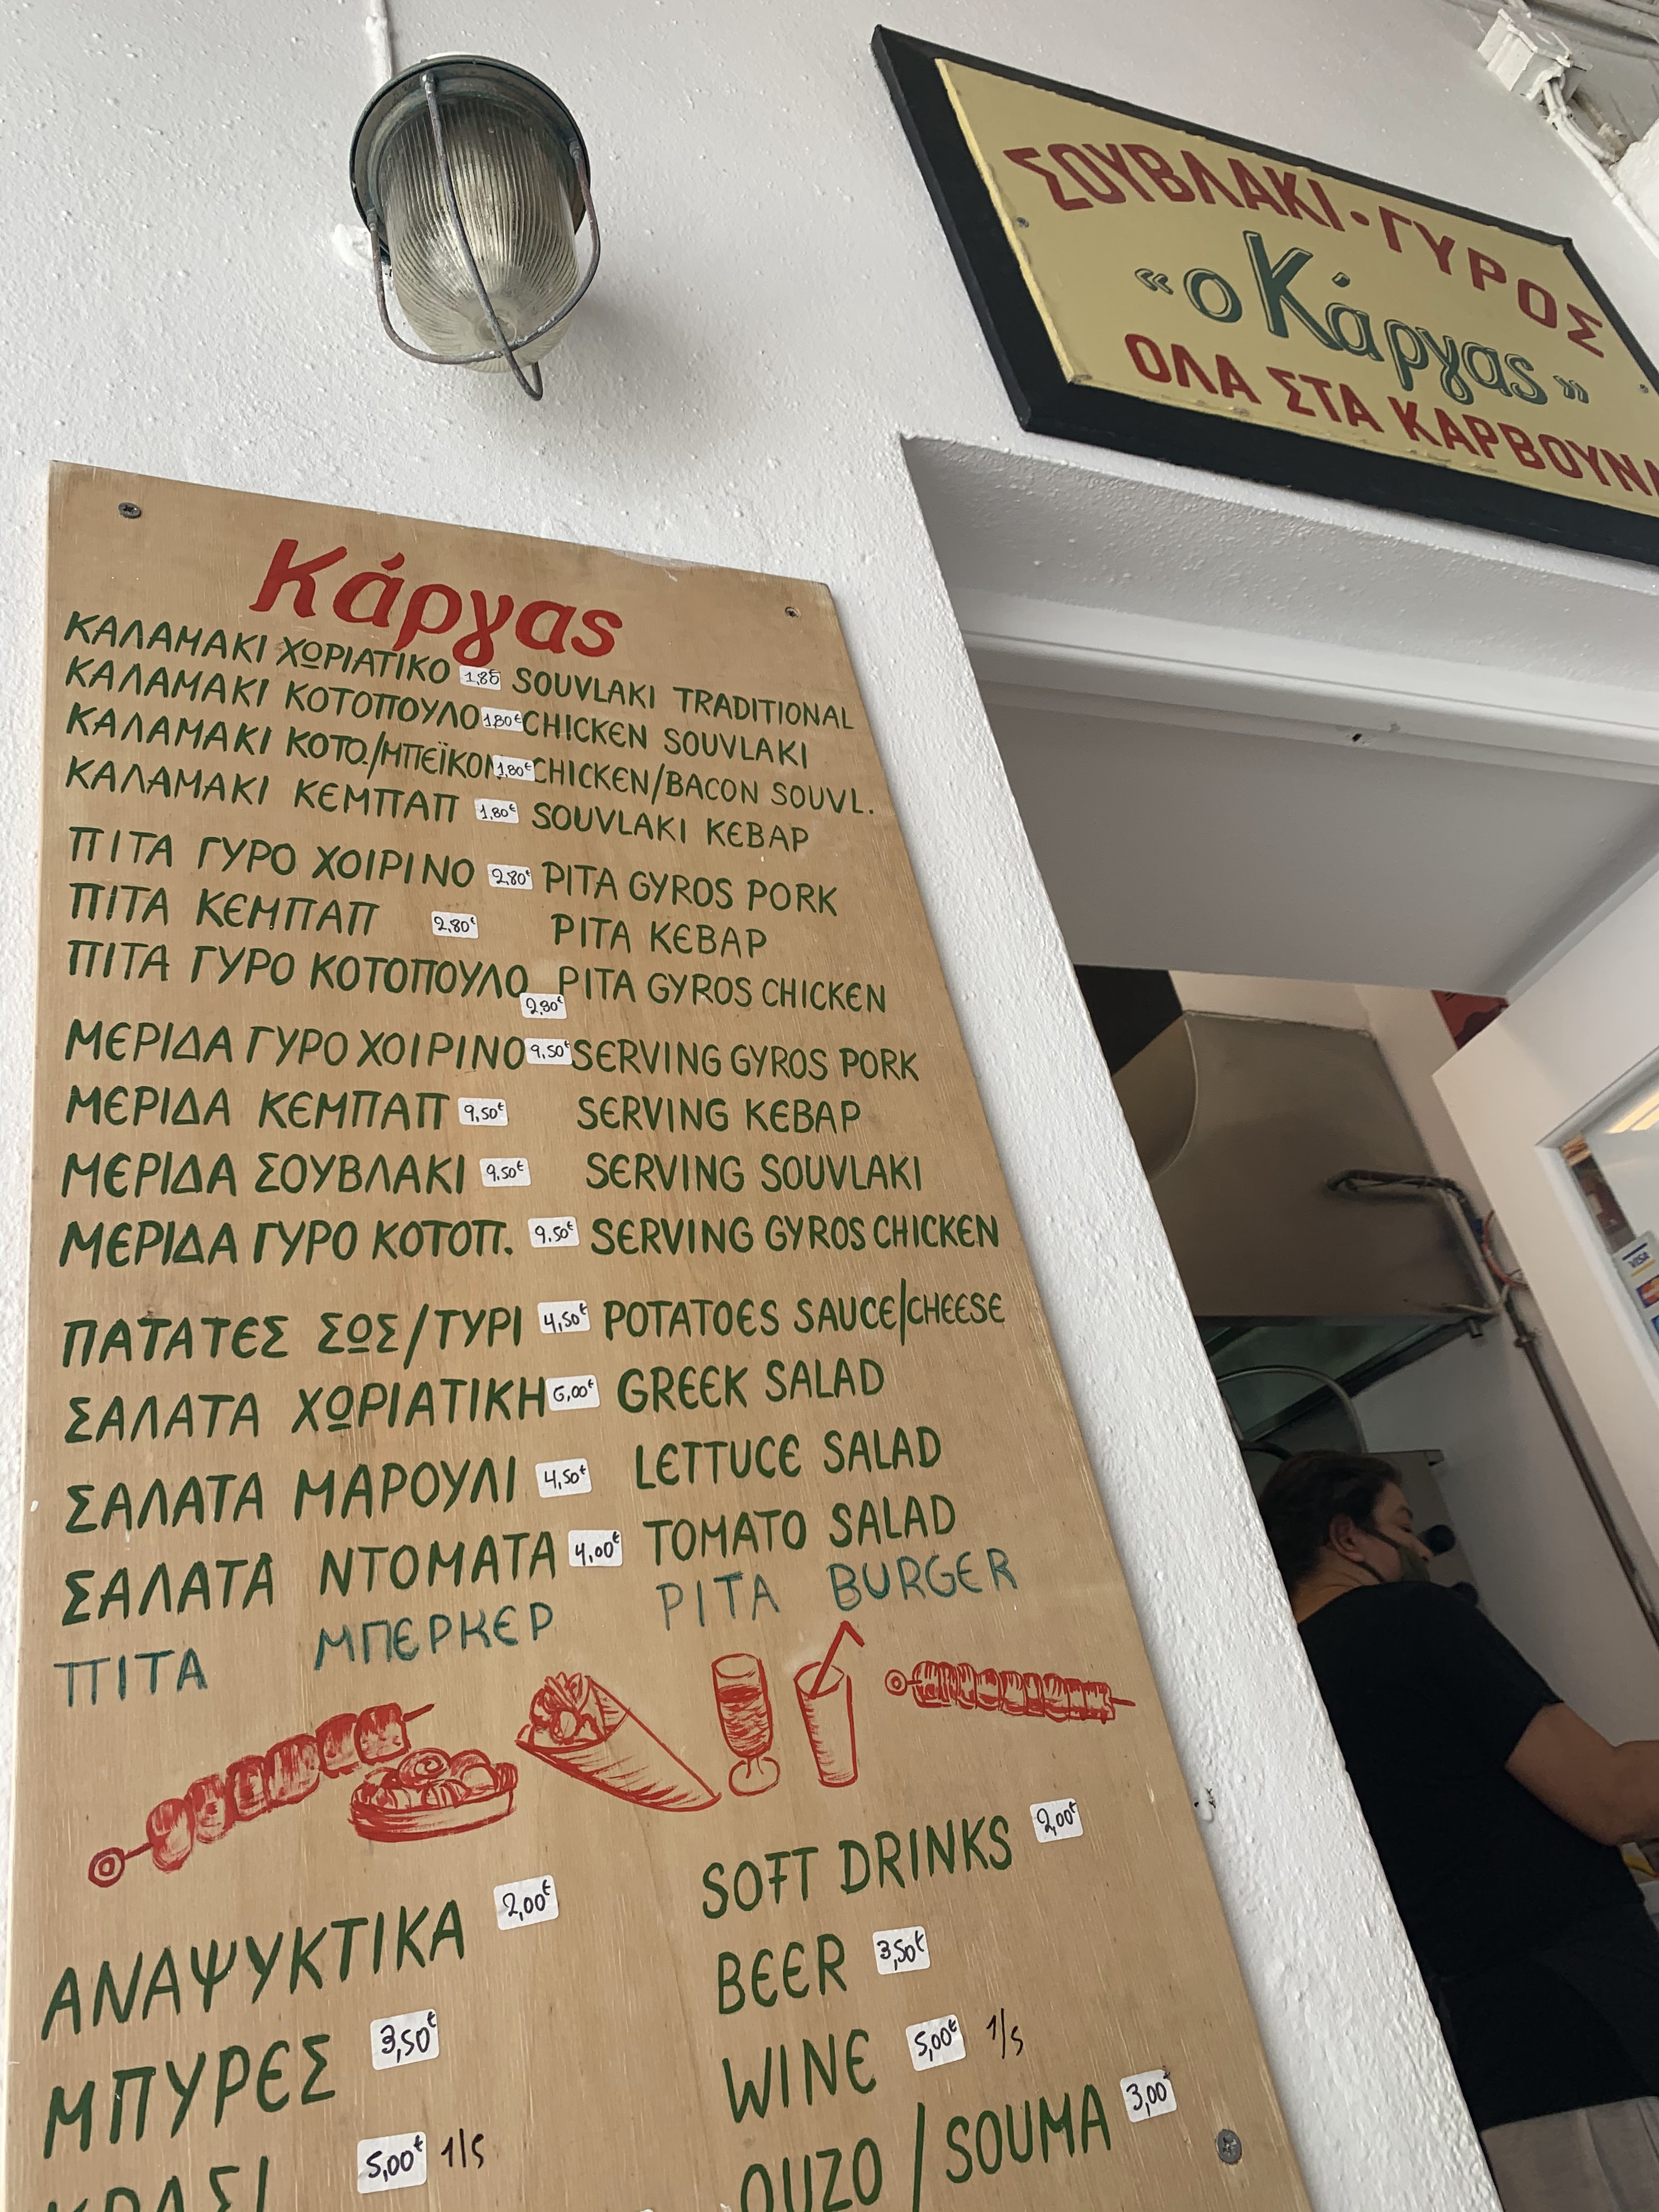 ΣΟΥΒΛΑΚΙ · ΓΥΡΟΣ
«ο Κάργας»
ΟΛΑ ΣΤΑ ΚΑΡΒΟΥΝΑ
Κάργας
ΚΑΛΑΜΑΚΙ ΧΩΡΙΑΤΙΚΟ 1,80 SOUVLAKI TRADITIONAL
ΚΑΛΑΜΑΚΙ ΚΟΤΟΠΟΥΛΟ 1,80€ CHICKEN SOUVLAKI
ΚΑΛΑΜΑΚΙ ΚΟΤΟ./ΜΠΕΪΚΟΝ 1,80€ CHICKEN/BACON SOUVL.
ΚΑΛΑΜΑΚΙ ΚΕΜΠΑΠ 1,80€ SOUVLAKI KEBAP
ΠΙΤΑ ΓΥΡΟ ΧΟΙΡΙΝΟ 2,80€ PITA GYROS PORK
ΠΙΤΑ ΚΕΜΠΑΠ 2,80€ PITA KEBAP
ΠΙΤΑ ΓΥΡΟ ΚΟΤΟΠΟΥΛΟ 2,80€ PITA GYROS CHICKEN
ΜΕΡΙΔΑ ΓΥΡΟ ΧΟΙΡΙΝΟ 9,50€ SERVING GYROS PORK
ΜΕΡΙΔΑ ΚΕΜΠΑΠ 9,50€ SERVING KEBAP
ΜΕΡΙΔΑ ΣΟΥΒΛΑΚΙ 9,50€ SERVING SOUVLAKI
ΜΕΡΙΔΑ ΓΥΡΟ ΚΟΤΟΠ. 9,50€ SERVING GYROS CHICKEN
ΠΑΤΑΤΕΣ ΣΩΣ/ΤΥΡΙ 4,50€ POTATOES SAUCE/CHEESE
ΣΑΛΑΤΑ ΧΩΡΙΑΤΙΚΗ 6,00€ GREEK SALAD
ΣΑΛΑΤΑ ΜΑΡΟΥΛΙ 4,50€ LETTUCE SALAD
ΣΑΛΑΤΑ ΝΤΟΜΑΤΑ 4,00€ TOMATO SALAD
ΠΙΤΑ ΜΠΕΡΚΕΡ PITA BURGER
ΑΝΑΨΥΚΤΙΚΑ 2,00€ SOFT DRINKS 2,00€
ΜΠΥΡΕΣ 3,50€ BEER 3,50€
ΚΡΑΣΙ 5,00€ 1/5 WINE 5,00€ 1/5
OUZO / SOUMA 3,00€
VISA